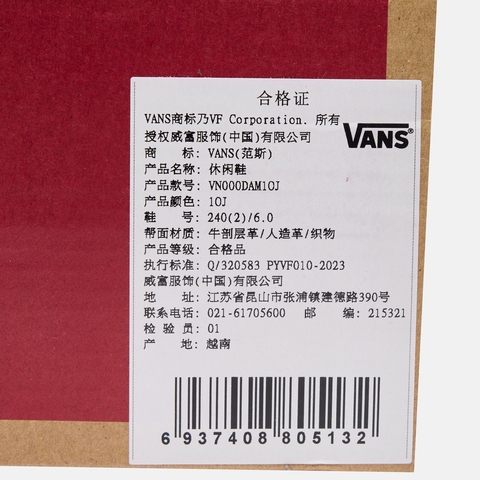 合格证
VANS商标乃VF Corporation. 所有
授权威富服饰(中国)有限公司
VANS
商 标: VANS(范斯)
产品名称: 休闲鞋
产品款号: VN000DAM1OJ
产品颜色: 1OJ
鞋 号: 240(2)/6.0
帮面材质: 牛剖层革/人造革/织物
产品等级: 合格品
执行标准: Q/320583 PYVF010-2023
威富服饰(中国)有限公司
地 址: 江苏省昆山市张浦镇建德路390号
联系电话: 021-61705600 邮 编: 215321
检 验 员: 01
产 地: 越南
6 937408 805132